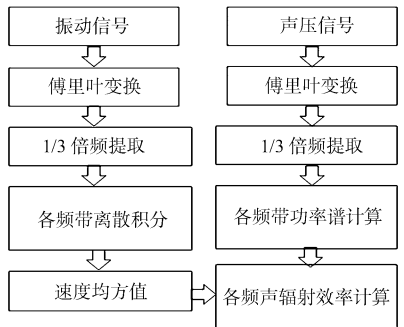 振动信号
声压信号
傅里叶变换
傅里叶变换
1/3 倍频提取
1/3 倍频提取
各频带离散积分
各频带功率谱计算
速度均方值
各频声辐射效率计算